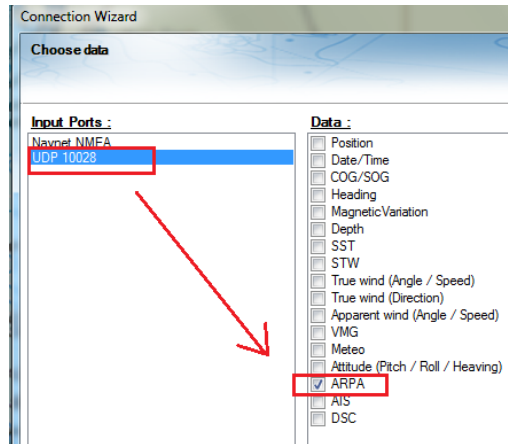 Connection Wizard
Choose data
Input Ports :
Navnet NMEA
UDP 10028
Data :
Position
Date/Time
COG/SOG
Heading
MagneticVariation
Depth
SST
STW
True wind (Angle / Speed)
True wind (Direction)
Apparent wind (Angle / Speed)
VMG
Meteo
Attitude (Pitch / Roll / Heaving)
ARPA
AIS
DSC